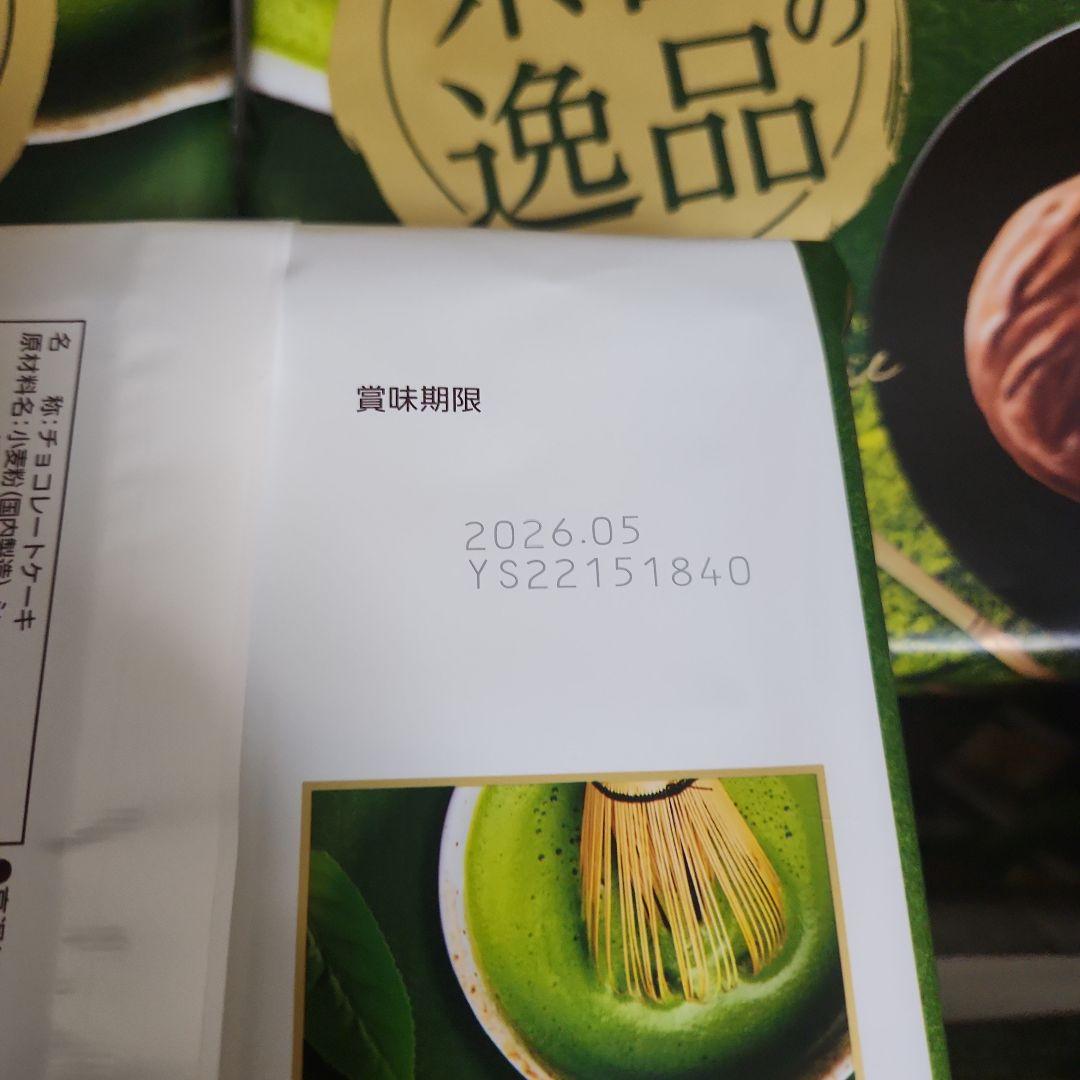 の
逸品
賞味期限
2026.05
YS22151840
名　称：チョコレートケーキ
原材料名：小麦粉（国内製造）